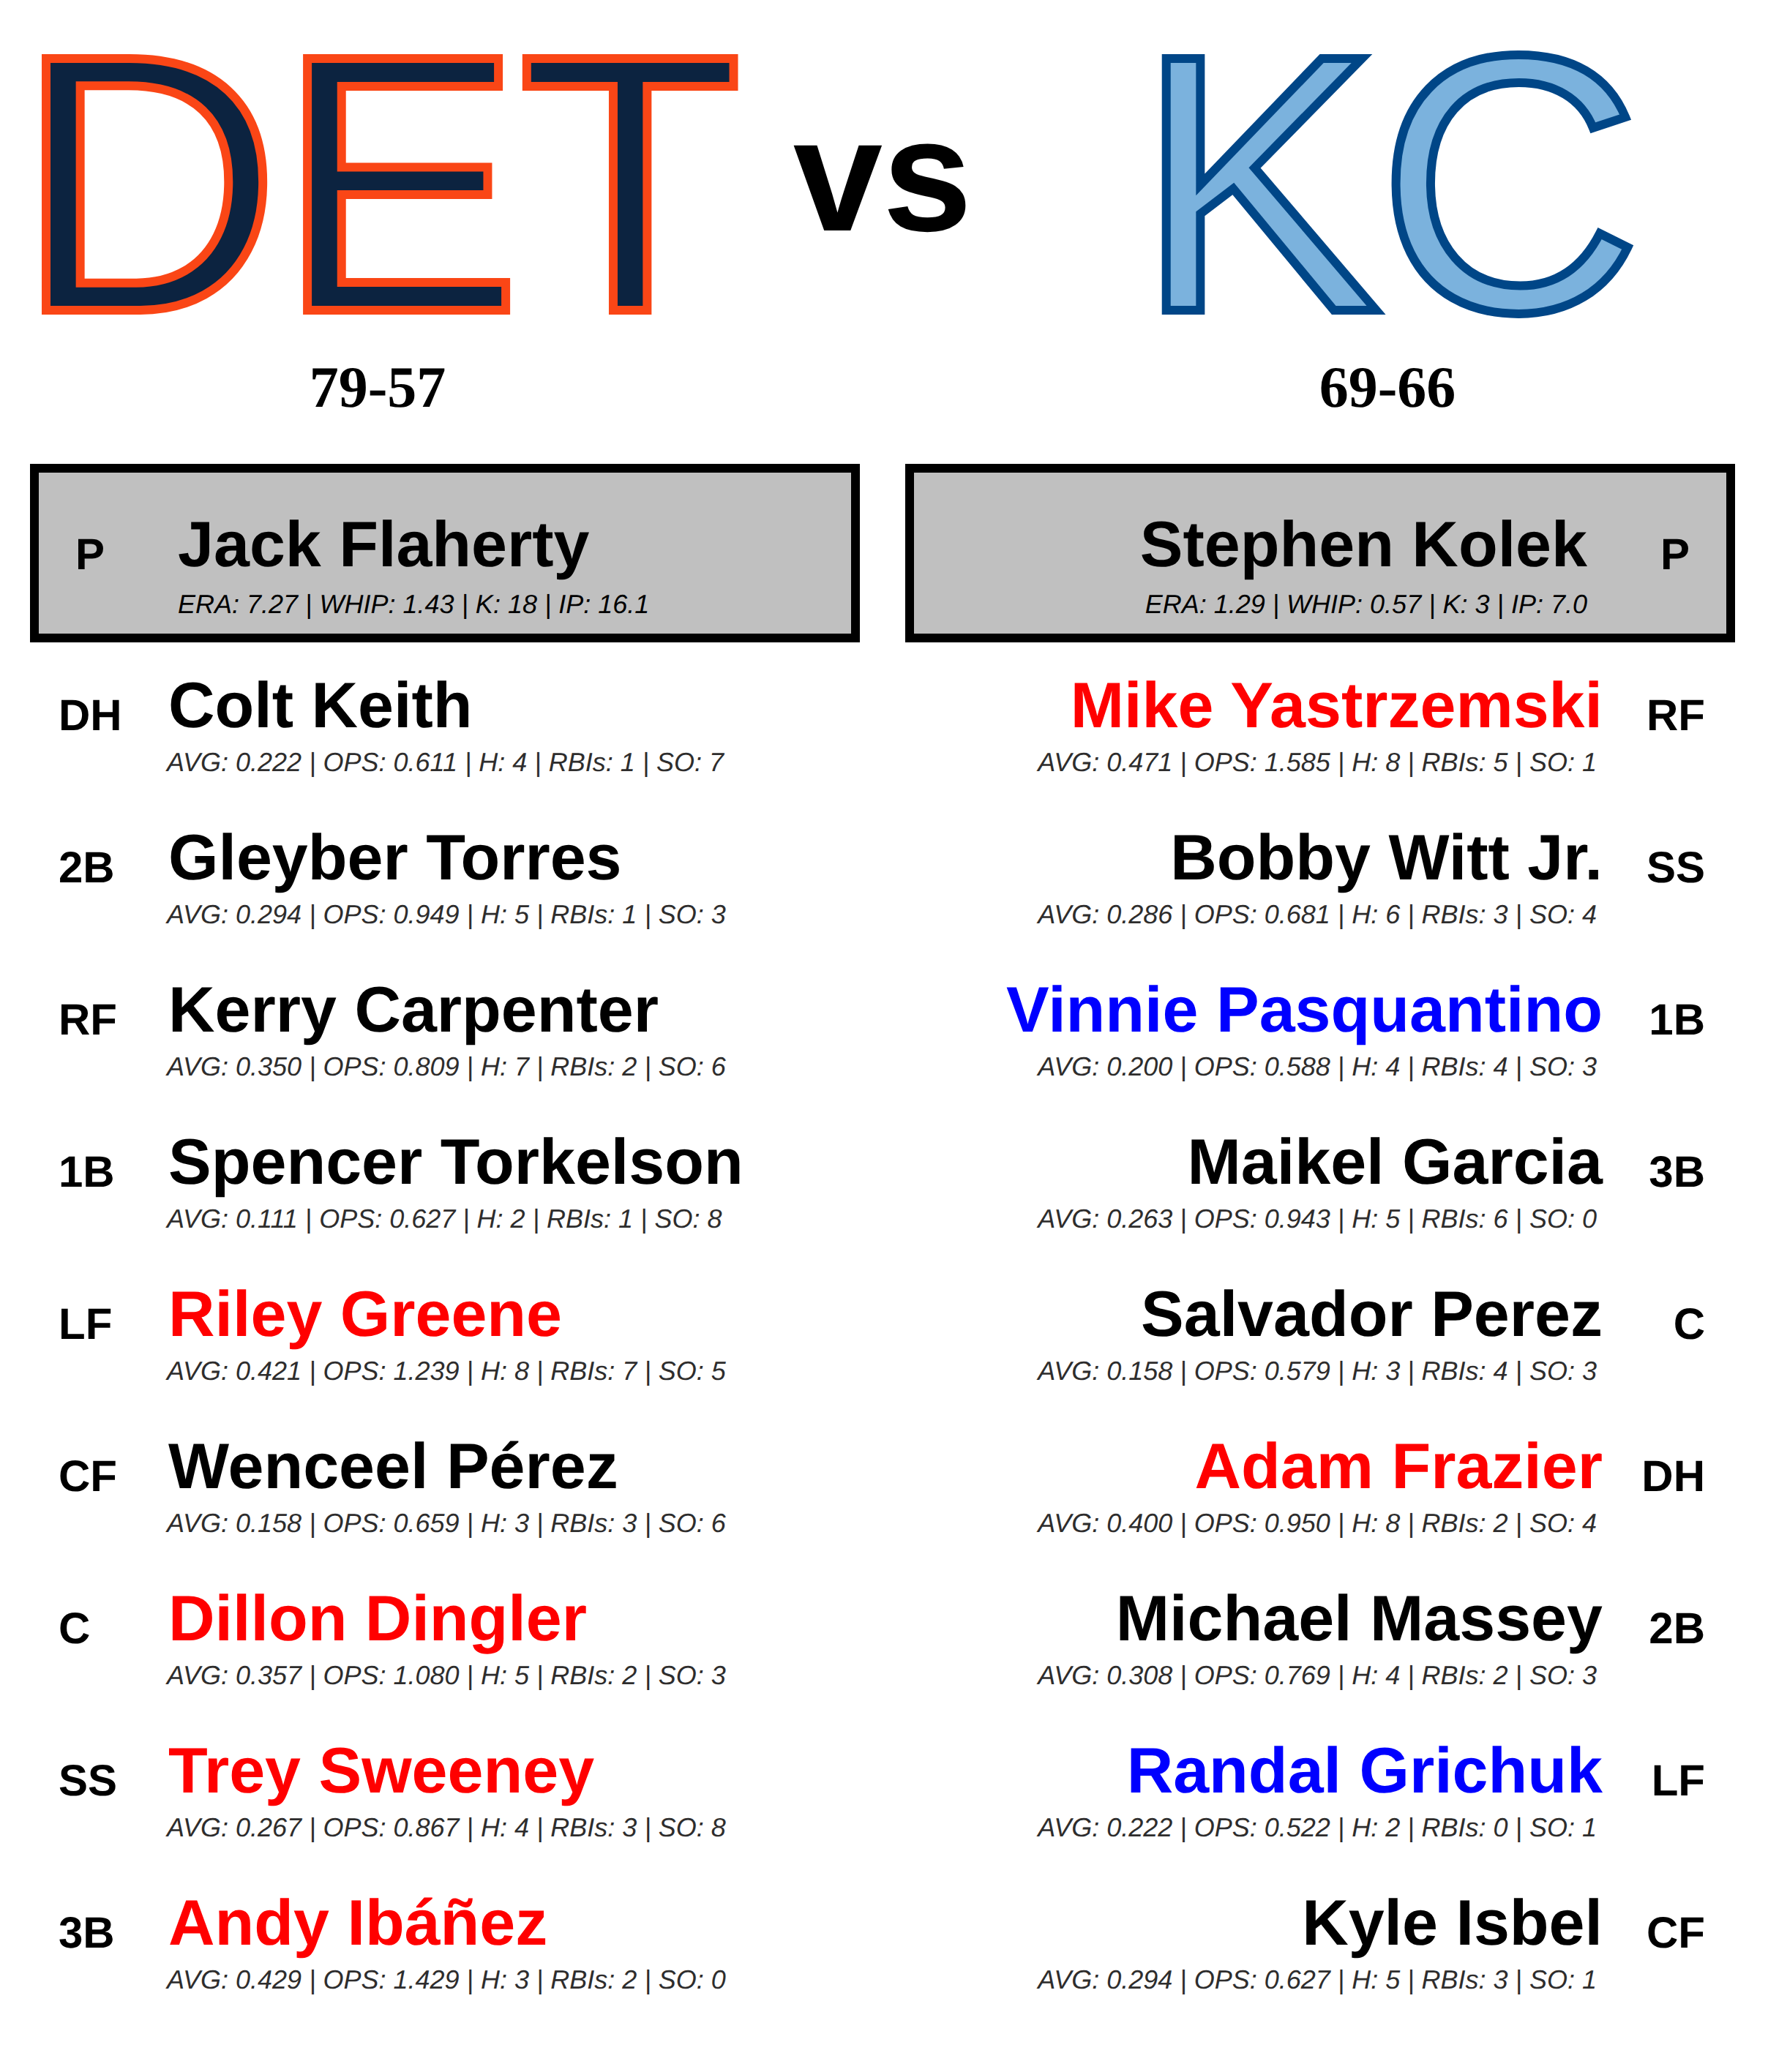 DET vs KC
79-57 69-66
P Jack Flaherty
ERA: 7.27 | WHIP: 1.43 | K: 18 | IP: 16.1
Stephen Kolek P
ERA: 1.29 | WHIP: 0.57 | K: 3 | IP: 7.0
DH Colt Keith
AVG: 0.222 | OPS: 0.611 | H: 4 | RBIs: 1 | SO: 7
2B Gleyber Torres
AVG: 0.294 | OPS: 0.949 | H: 5 | RBIs: 1 | SO: 3
RF Kerry Carpenter
AVG: 0.350 | OPS: 0.809 | H: 7 | RBIs: 2 | SO: 6
1B Spencer Torkelson
AVG: 0.111 | OPS: 0.627 | H: 2 | RBIs: 1 | SO: 8
LF Riley Greene
AVG: 0.421 | OPS: 1.239 | H: 8 | RBIs: 7 | SO: 5
CF Wenceel Pérez
AVG: 0.158 | OPS: 0.659 | H: 3 | RBIs: 3 | SO: 6
C Dillon Dingler
AVG: 0.357 | OPS: 1.080 | H: 5 | RBIs: 2 | SO: 3
SS Trey Sweeney
AVG: 0.267 | OPS: 0.867 | H: 4 | RBIs: 3 | SO: 8
3B Andy Ibáñez
AVG: 0.429 | OPS: 1.429 | H: 3 | RBIs: 2 | SO: 0
Mike Yastrzemski RF
AVG: 0.471 | OPS: 1.585 | H: 8 | RBIs: 5 | SO: 1
Bobby Witt Jr. SS
AVG: 0.286 | OPS: 0.681 | H: 6 | RBIs: 3 | SO: 4
Vinnie Pasquantino 1B
AVG: 0.200 | OPS: 0.588 | H: 4 | RBIs: 4 | SO: 3
Maikel Garcia 3B
AVG: 0.263 | OPS: 0.943 | H: 5 | RBIs: 6 | SO: 0
Salvador Perez C
AVG: 0.158 | OPS: 0.579 | H: 3 | RBIs: 4 | SO: 3
Adam Frazier DH
AVG: 0.400 | OPS: 0.950 | H: 8 | RBIs: 2 | SO: 4
Michael Massey 2B
AVG: 0.308 | OPS: 0.769 | H: 4 | RBIs: 2 | SO: 3
Randal Grichuk LF
AVG: 0.222 | OPS: 0.522 | H: 2 | RBIs: 0 | SO: 1
Kyle Isbel CF
AVG: 0.294 | OPS: 0.627 | H: 5 | RBIs: 3 | SO: 1